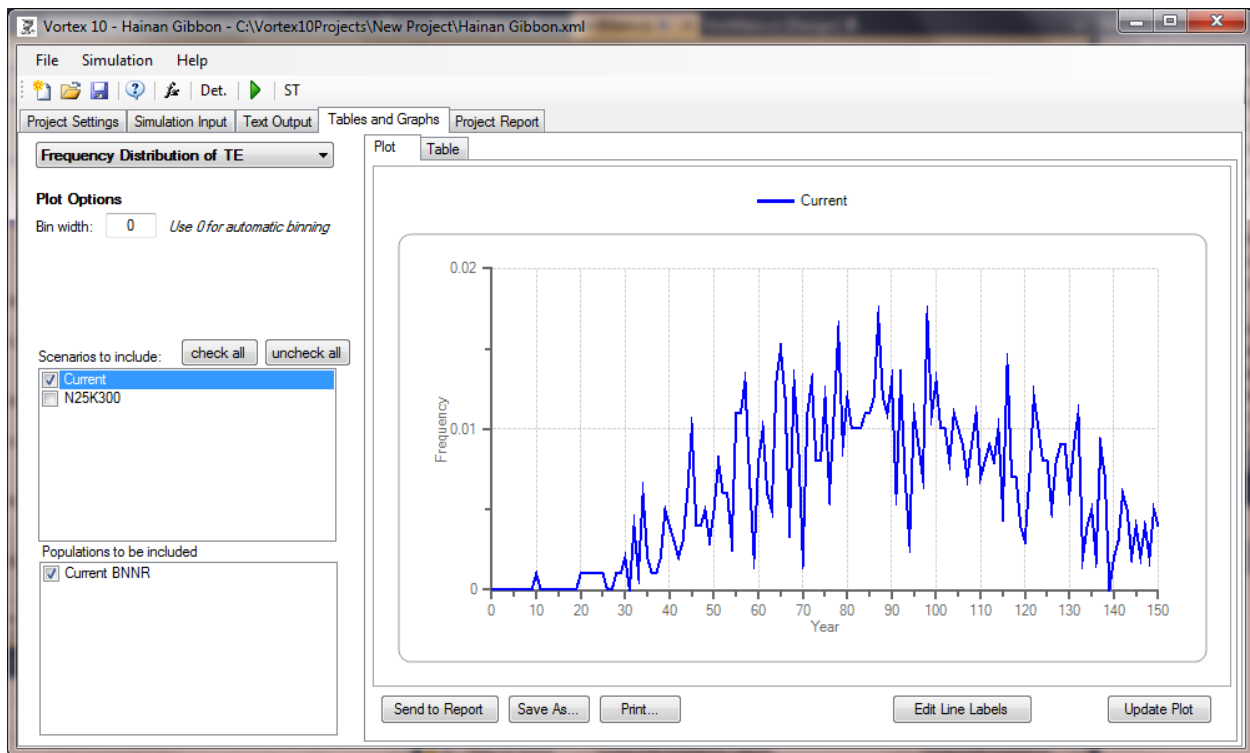 Vortex 10 - Hainan Gibbon - C:\Vortex10Projects\New Project\Hainan Gibbon.xml
File Simulation Help
fx Det. ST
Project Settings Simulation Input Text Output Tables and Graphs Project Report
Frequency Distribution of TE
Plot Options
Bin width: 0 Use 0 for automatic binning
Scenarios to include: check all uncheck all
Current
N25K300
Populations to be included
Current BNNR
Plot Table
Current
0.02
0.01
0
Frequency
0 10 20 30 40 50 60 70 80 90 100 110 120 130 140 150
Year
Send to Report Save As... Print... Edit Line Labels Update Plot